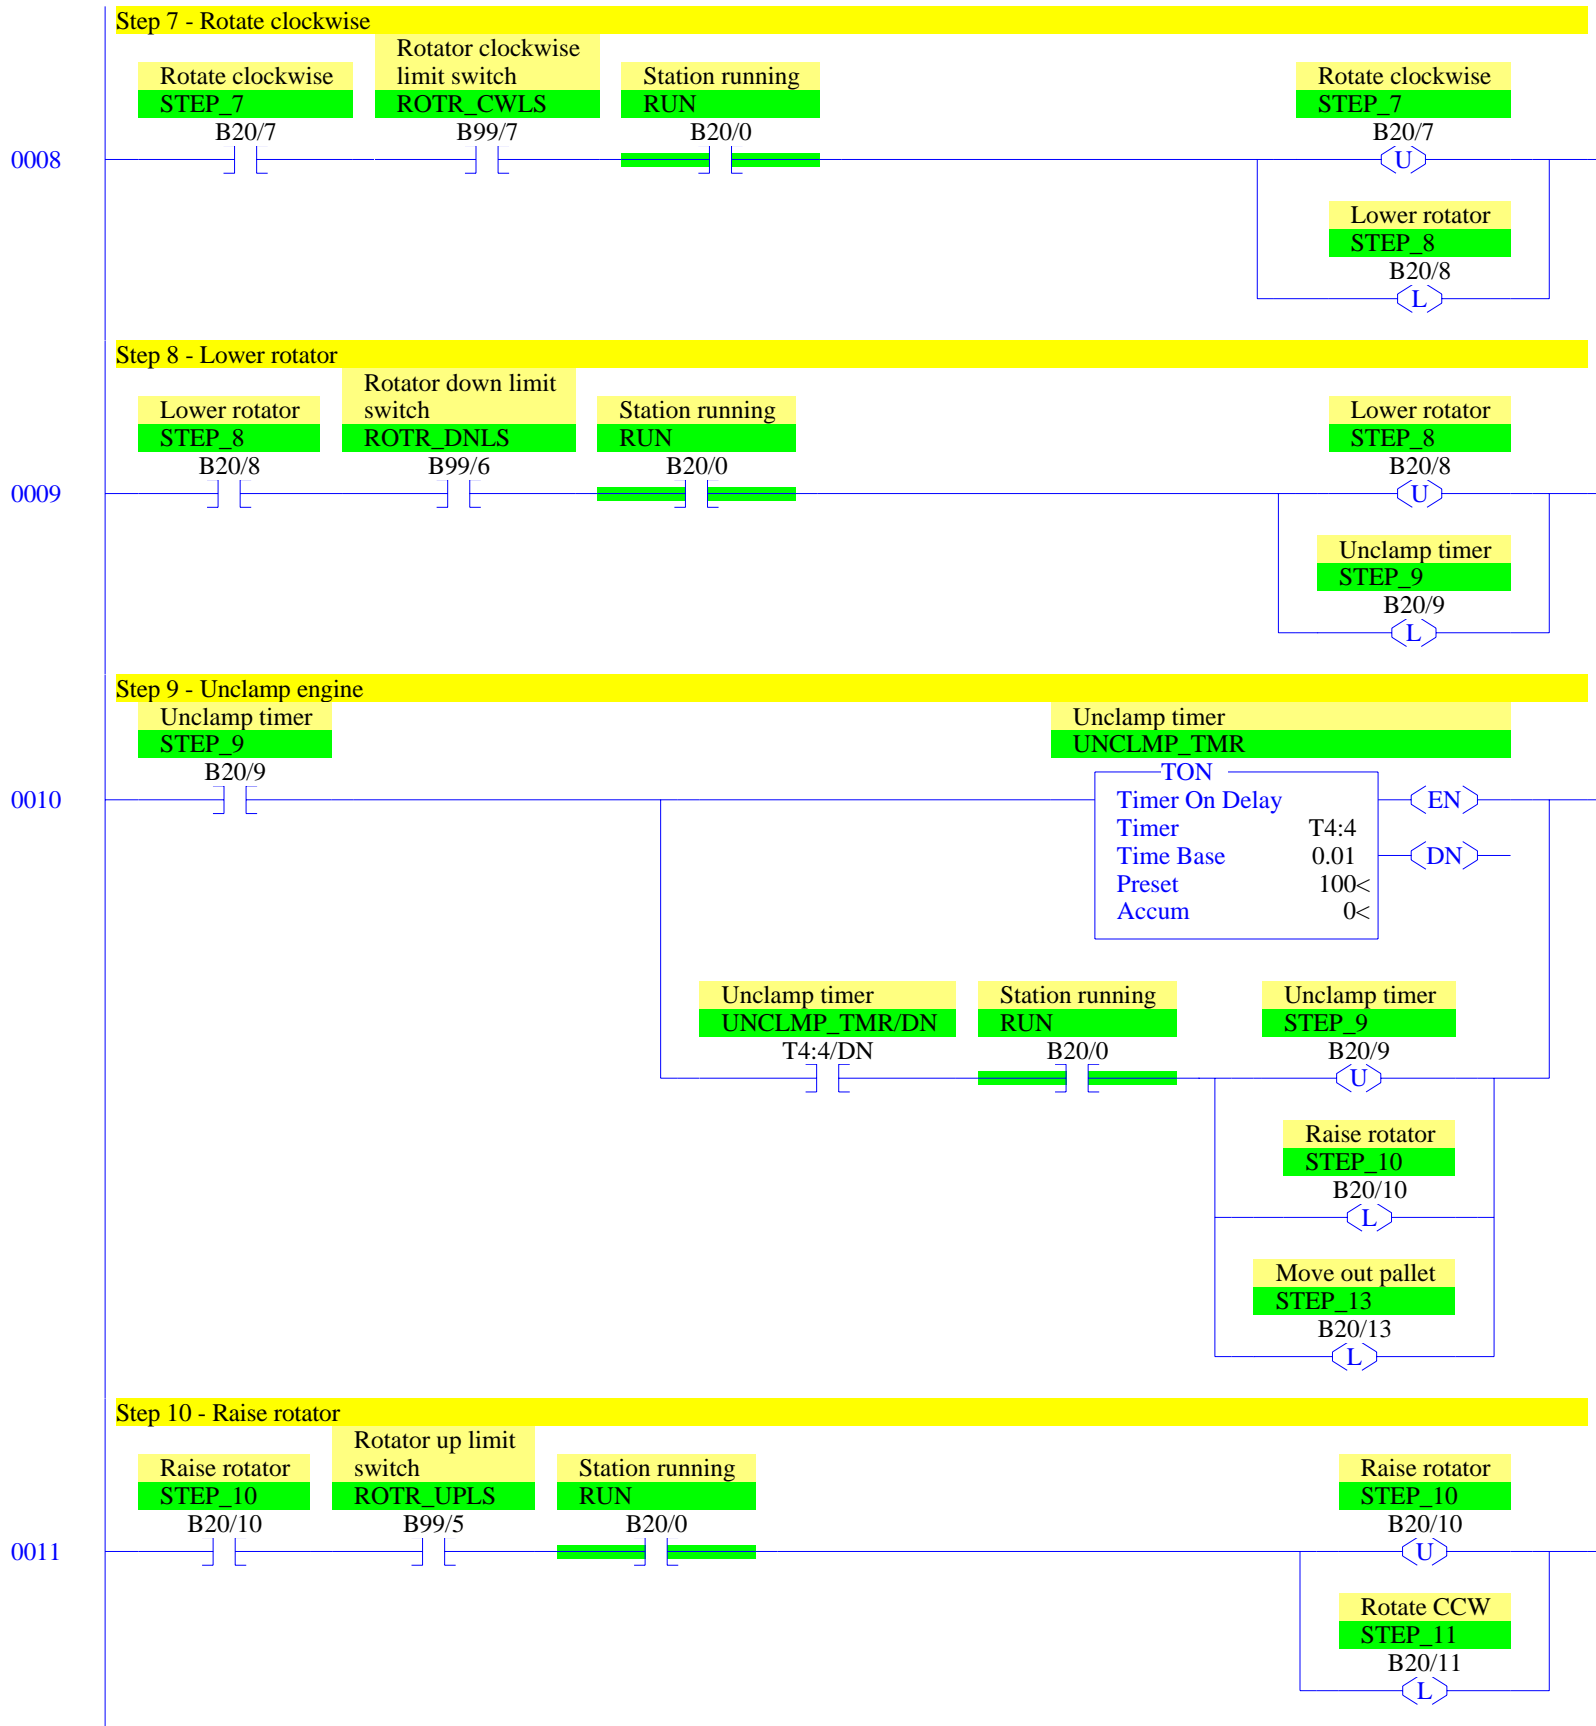 Step 7 - Rotate clockwise
Rotate clockwise
STEP_7
B20/7
Rotator clockwise
limit switch
ROTR_CWLS
B99/7
Station running
RUN
B20/0
Rotate clockwise
STEP_7
B20/7
0008
U
Lower rotator
STEP_8
B20/8
L
Step 8 - Lower rotator
Lower rotator
STEP_8
B20/8
Rotator down limit
switch
ROTR_DNLS
B99/6
Station running
RUN
B20/0
Lower rotator
STEP_8
B20/8
0009
U
Unclamp timer
STEP_9
B20/9
L
Step 9 - Unclamp engine
Unclamp timer
STEP_9
B20/9
Unclamp timer
UNCLMP_TMR
0010
TON
Timer On Delay
EN
Timer T4:4
Time Base 0.01
DN
Preset 100<
Accum 0<
Unclamp timer
UNCLMP_TMR/DN
T4:4/DN
Station running
RUN
B20/0
Unclamp timer
STEP_9
B20/9
U
Raise rotator
STEP_10
B20/10
L
Move out pallet
STEP_13
B20/13
L
Step 10 - Raise rotator
Raise rotator
STEP_10
B20/10
Rotator up limit
switch
ROTR_UPLS
B99/5
Station running
RUN
B20/0
Raise rotator
STEP_10
B20/10
0011
U
Rotate CCW
STEP_11
B20/11
L